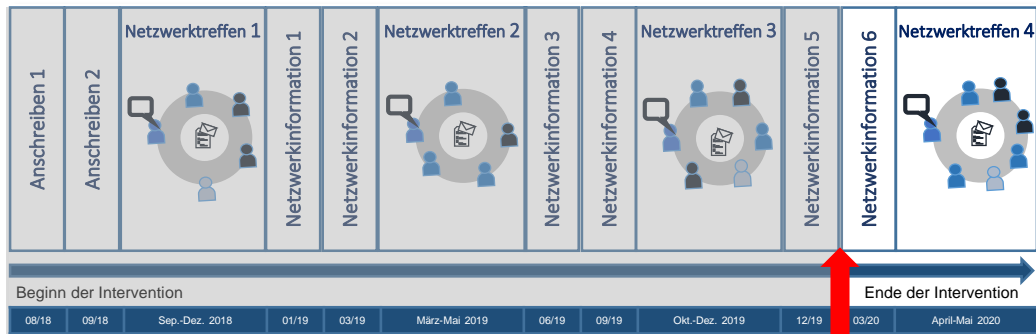 Anschreiben 1
Anschreiben 2
Netzwerktreffen 1
Netzwerkinformation 1
Netzwerkinformation 2
Netzwerktreffen 2
Netzwerkinformation 3
Netzwerkinformation 4
Netzwerktreffen 3
Netzwerkinformation 5
Netzwerkinformation 6
Netzwerktreffen 4
Beginn der Intervention
Ende der Intervention
08/18
09/18
Sep.-Dez. 2018
01/19
03/19
März-Mai 2019
06/19
09/19
Okt.-Dez. 2019
12/19
03/20
April-Mai 2020